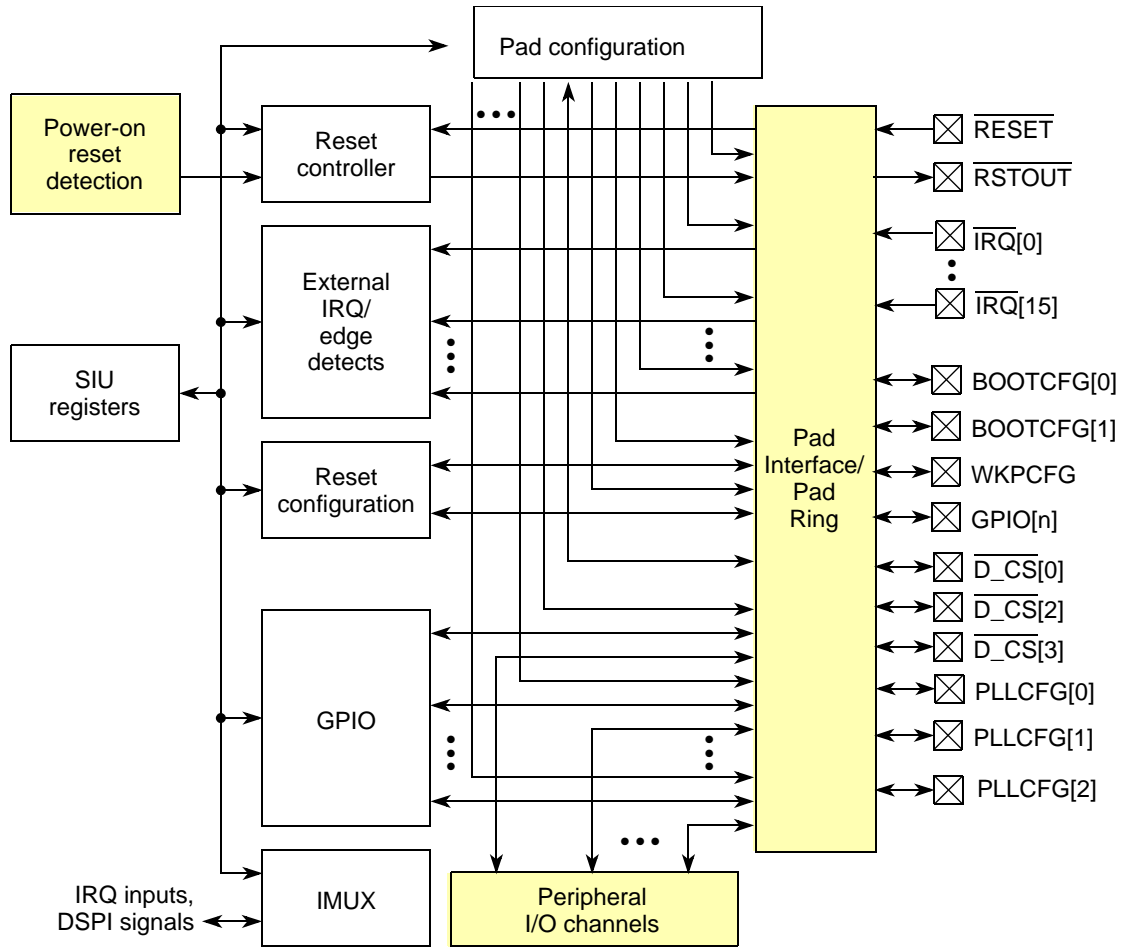 Pad configuration
Power-on
reset
detection
Reset
controller
RESET
RSTOUT
External
IRQ/
edge
detects
IRQ[0]
IRQ[15]
SIU
registers
BOOTCFG[0]
BOOTCFG[1]
Pad
Interface/
Pad
Ring
Reset
configuration
WKPCFG
GPIO[n]
D_CS[0]
D_CS[2]
D_CS[3]
GPIO
PLLCFG[0]
PLLCFG[1]
PLLCFG[2]
IRQ inputs,
DSPI signals
IMUX
Peripheral
I/O channels